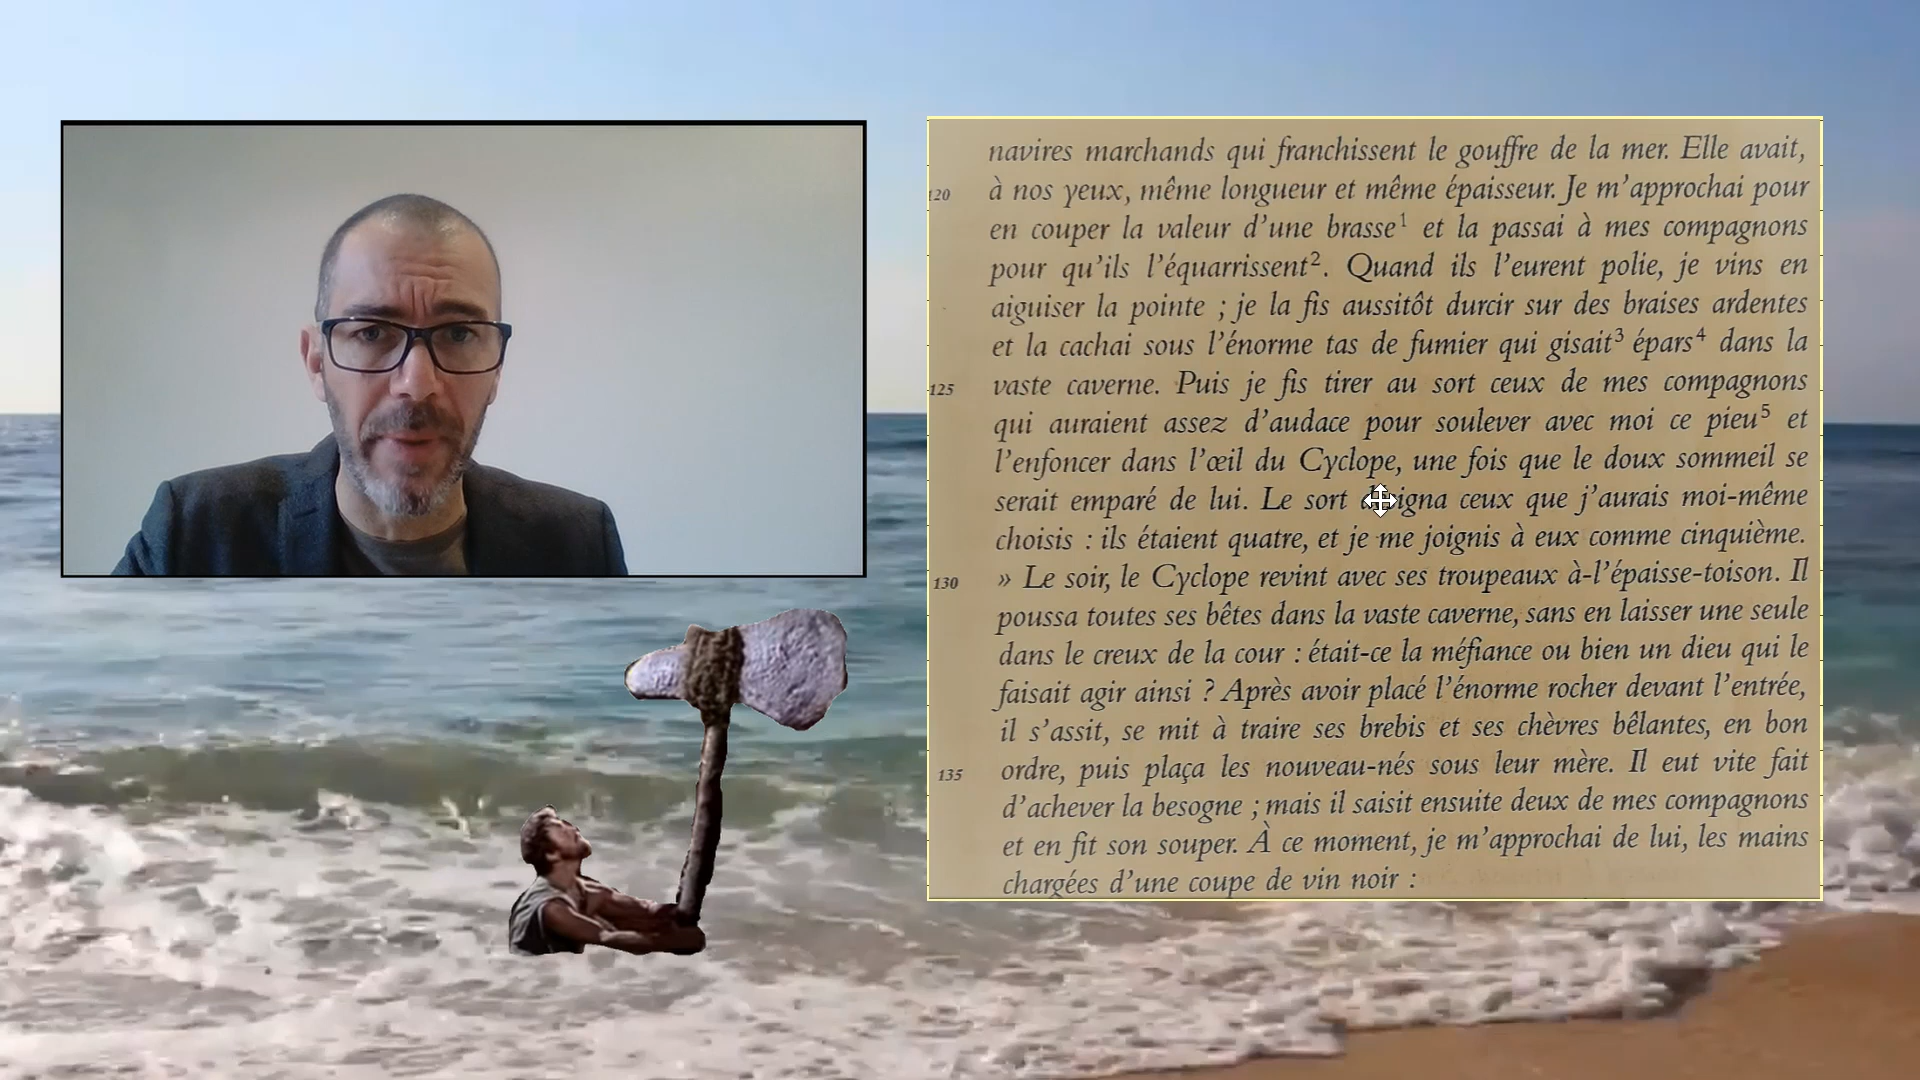 navires marchands qui franchissent le gouffre de la mer. Elle avait,
120 à nos yeux, même longueur et même épaisseur. Je m'approchai pour
en couper la valeur d'une brasse¹ et la passai à mes compagnons
pour qu'ils l'équarrissent². Quand ils l'eurent polie, je vins en
aiguiser la pointe ; je la fis aussitôt durcir sur des braises ardentes
et la cachai sous l'énorme tas de fumier qui gisait³ épars⁴ dans la
125 vaste caverne. Puis je fis tirer au sort ceux de mes compagnons
qui auraient assez d'audace pour soulever avec moi ce pieu⁵ et
l'enfoncer dans l'œil du Cyclope, une fois que le doux sommeil se
serait emparé de lui. Le sort ceux que j'aurais moi-même
choisis : ils étaient quatre, et je me joignis à eux comme cinquième.
130 » Le soir, le Cyclope revint avec ses troupeaux à-l'épaisse-toison. Il
poussa toutes ses bêtes dans la vaste caverne, sans en laisser une seule
dans le creux de la cour : était-ce la méfiance ou bien un dieu qui le
faisait agir ainsi ? Après avoir placé l'énorme rocher devant l'entrée,
il s'assit, se mit à traire ses brebis et ses chèvres bêlantes, en bon
135 ordre, puis plaça les nouveau-nés sous leur mère. Il eut vite fait
d'achever la besogne ; mais il saisit ensuite deux de mes compagnons
et en fit son souper. À ce moment, je m'approchai de lui, les mains
chargées d'une coupe de vin noir :